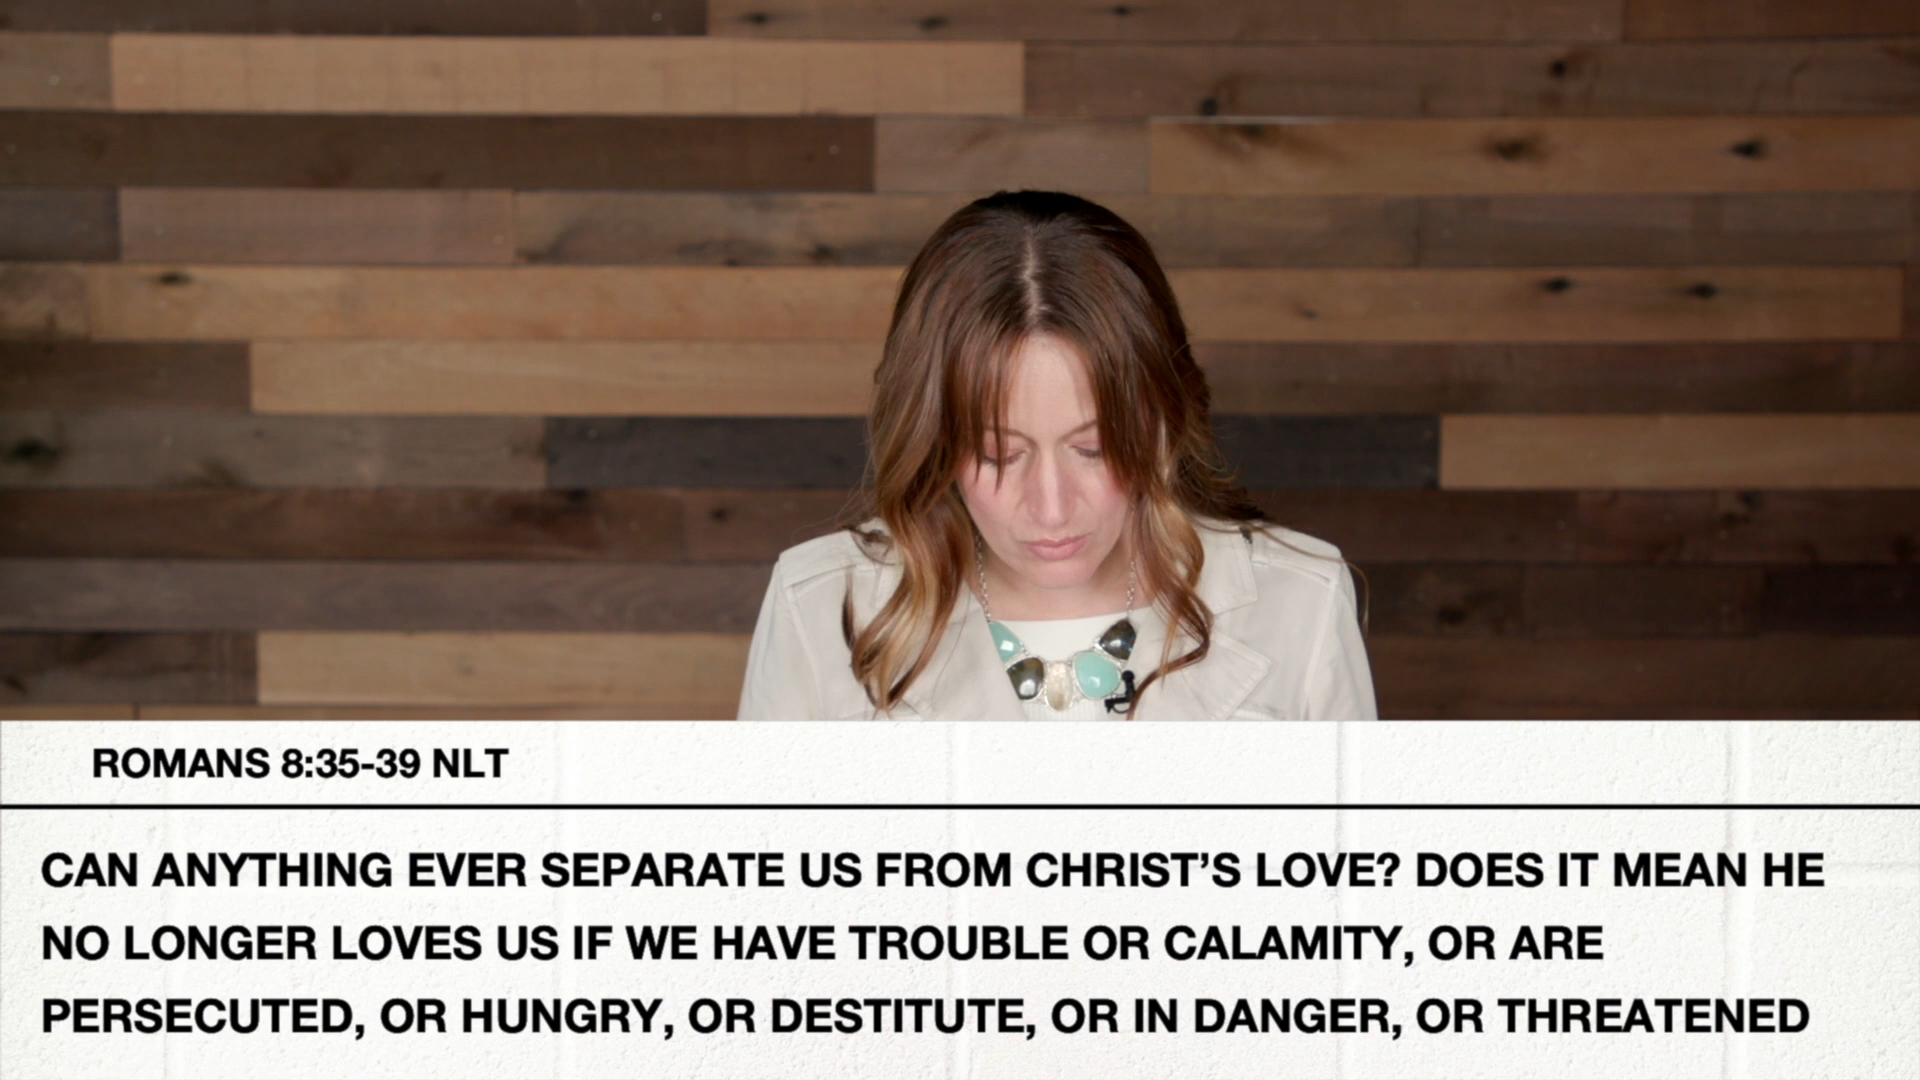 ROMANS 8:35-39 NLT
CAN ANYTHING EVER SEPARATE US FROM CHRIST’S LOVE? DOES IT MEAN HE
NO LONGER LOVES US IF WE HAVE TROUBLE OR CALAMITY, OR ARE
PERSECUTED, OR HUNGRY, OR DESTITUTE, OR IN DANGER, OR THREATENED